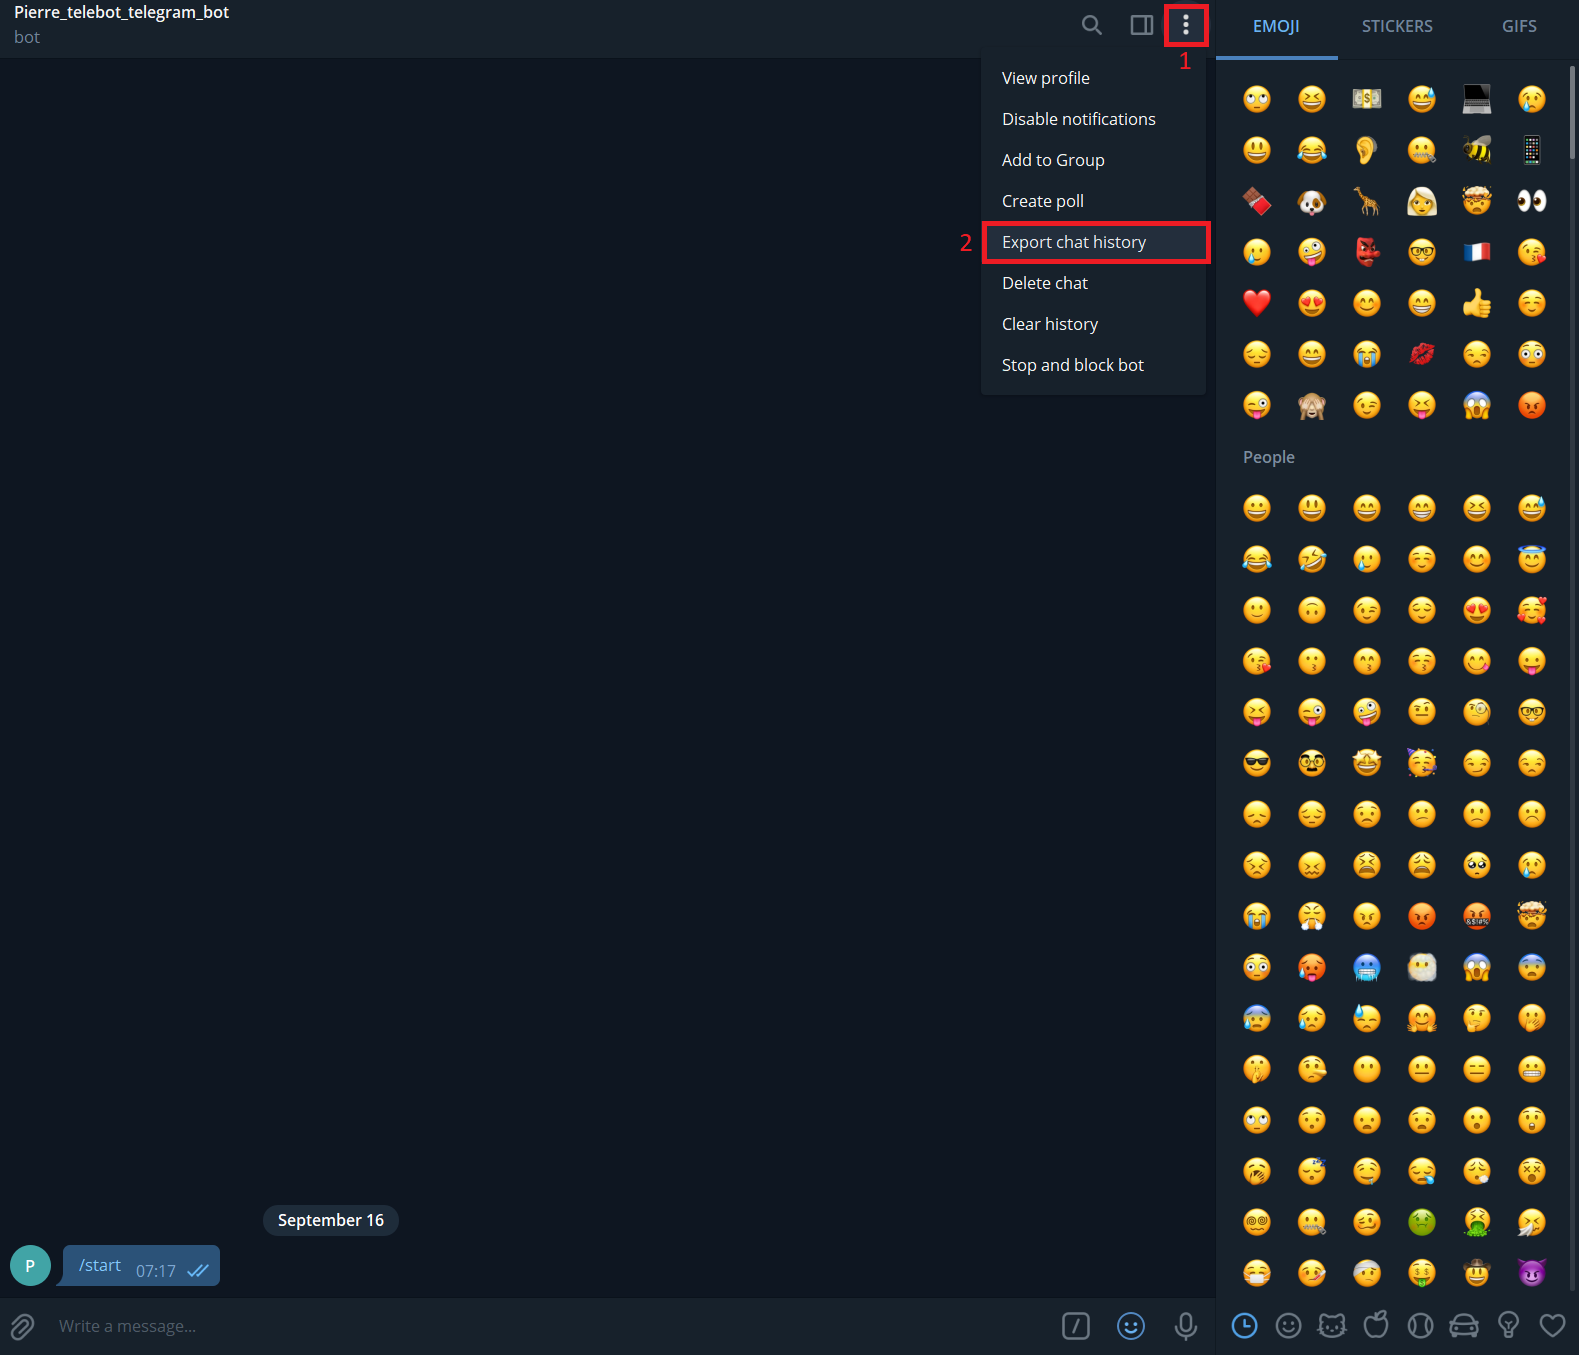 Pierre_telebot_telegram_bot
bot
1
View profile
Disable notifications
Add to Group
Create poll
2
Export chat history
Delete chat
Clear history
Stop and block bot
September 16
P
/start 07:17
Write a message...
EMOJI STICKERS GIFS
People